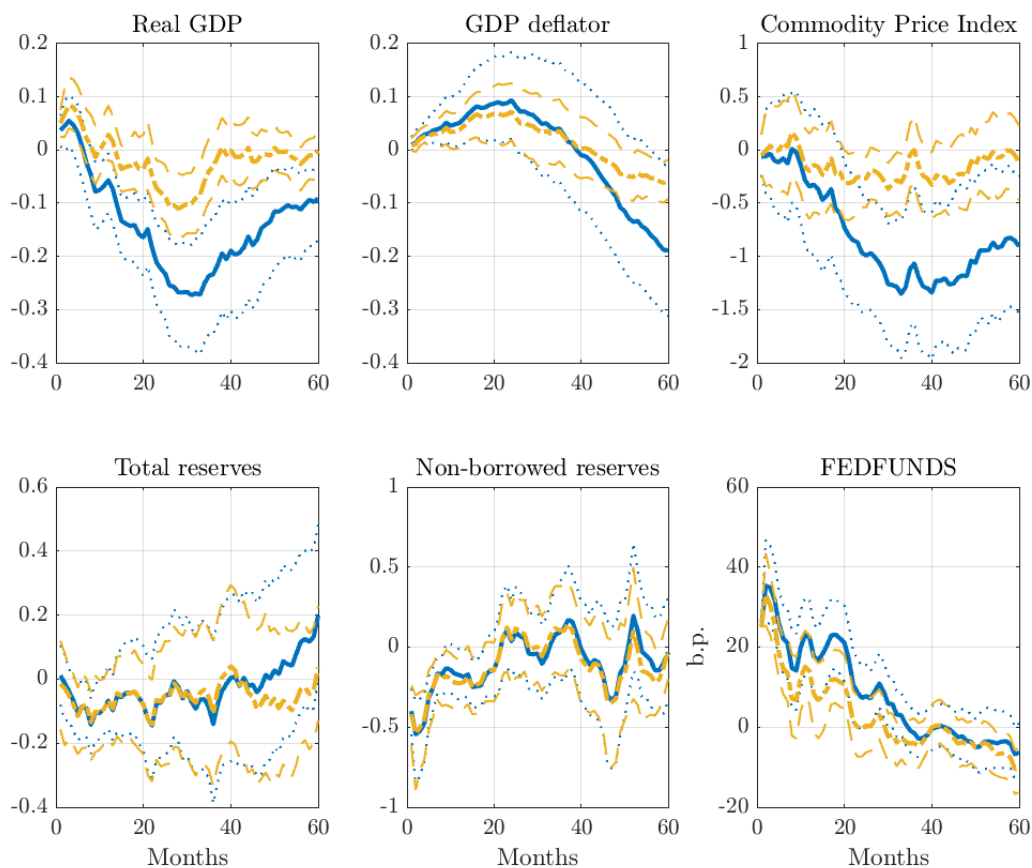 Real GDP
0.2
0.1
0
-0.1
-0.2
-0.3
-0.4
0 20 40 60
GDP deflator
0.2
0.1
0
-0.1
-0.2
-0.3
-0.4
0 20 40 60
Commodity Price Index
1
0.5
0
-0.5
-1
-1.5
-2
0 20 40 60
Total reserves
0.6
0.4
0.2
0
-0.2
-0.4
0 20 40 60
Months
Non-borrowed reserves
1
0.5
0
-0.5
-1
0 20 40 60
Months
FEDFUNDS
b.p.
60
40
20
0
-20
0 20 40 60
Months